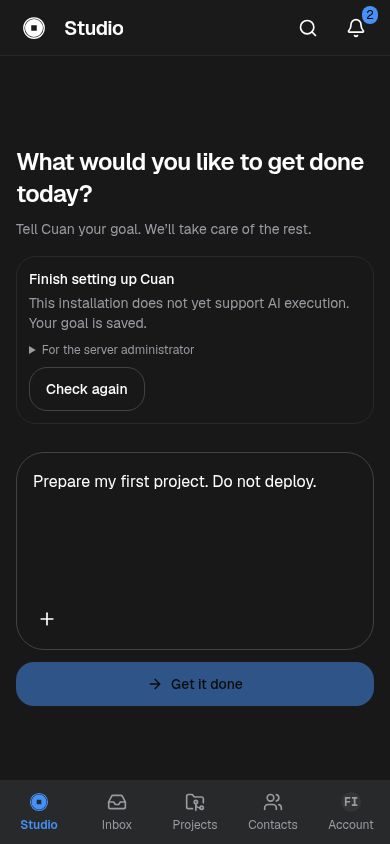 Studio
2
What would you like to get done
today?
Tell Cuan your goal. We'll take care of the rest.
Finish setting up Cuan
This installation does not yet support AI execution.
Your goal is saved.
For the server administrator
Check again
Prepare my first project. Do not deploy.
Get it done
Studio
Inbox
Projects
Contacts
FI
Account